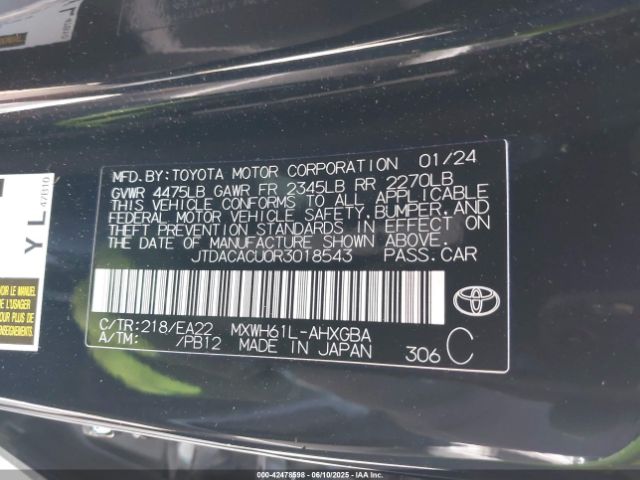 MFD.BY:TOYOTA MOTOR CORPORATION 01/24
GVWR 4475LB GAWR FR 2345LB RR 2270LB
THIS VEHICLE CONFORMS TO ALL APPLICABLE
FEDERAL MOTOR VEHICLE SAFETY,BUMPER,AND
THEFT PREVENTION STANDARDS IN EFFECT ON
THE DATE OF MANUFACTURE SHOWN ABOVE.
JTDACACU0R3018543 PASS.CAR
C/TR:218/EA22 MXWH61L-AHXGBA
A/TM: /PB12 MADE IN JAPAN 306 C
YL
42B10
000-42478598 - 06/10/2025 - IAA Inc.